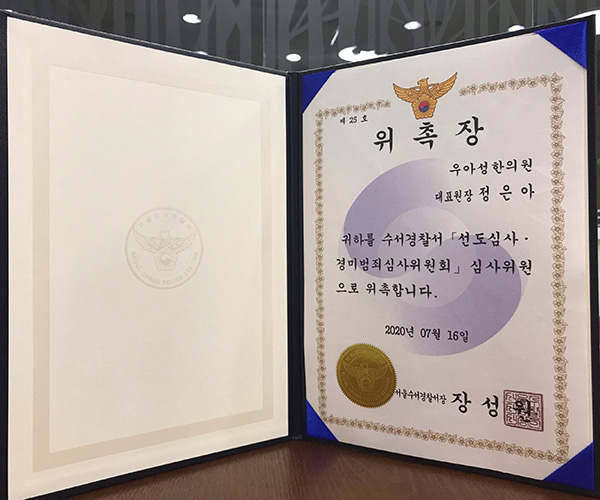 제 25 호
위 촉 장
우아성한의원
대표원장 정은아
귀하를 수서경찰서 「선도심사·
경미범죄심사위원회」 심사위원
으로 위촉합니다.
2020년 07월 16일
서울수서경찰서장 장 성 원